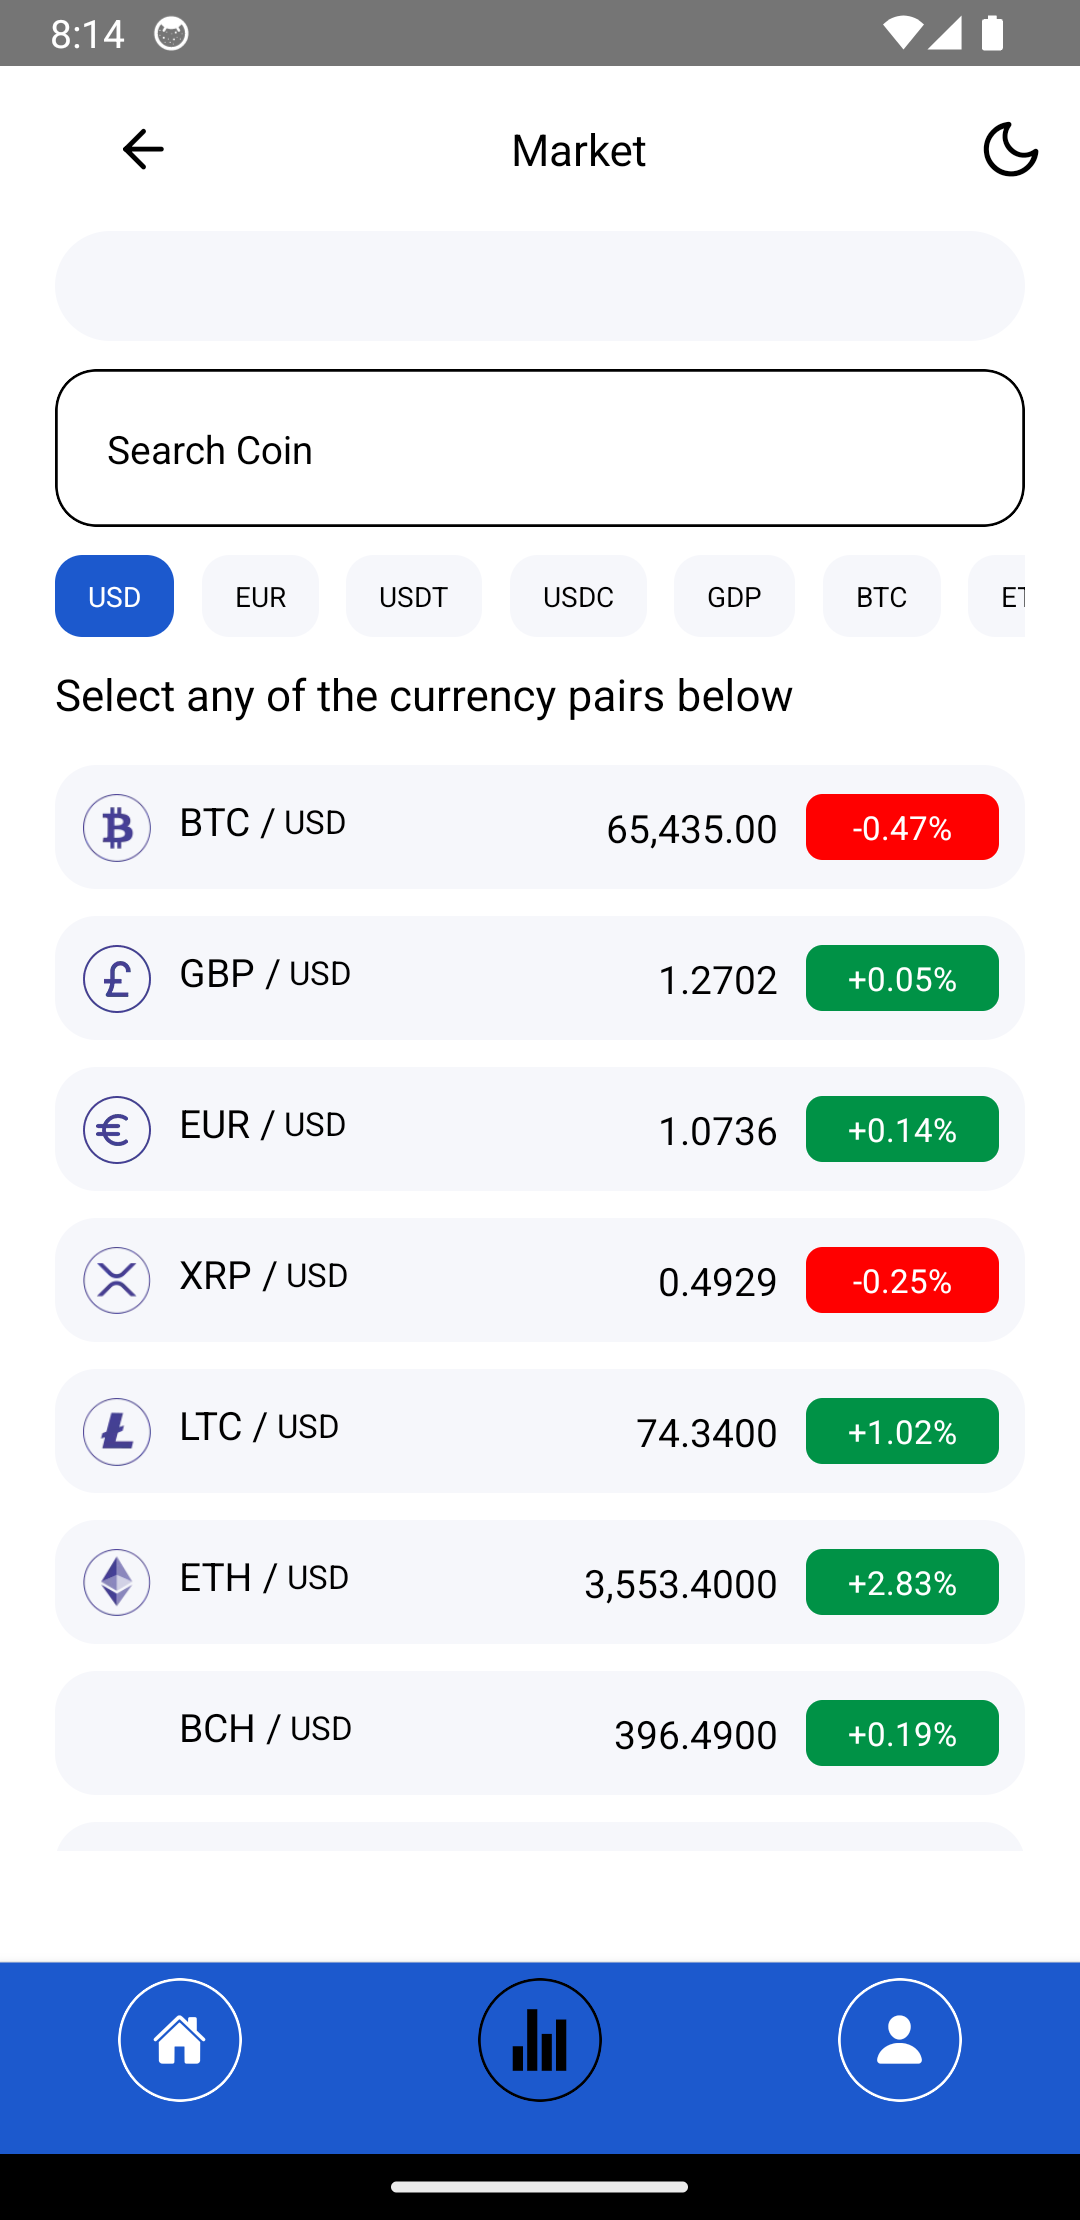 8:14
Market
Search Coin
USD EUR USDT USDC GDP BTC ET
Select any of the currency pairs below
BTC / USD 65,435.00 -0.47%
GBP / USD 1.2702 +0.05%
EUR / USD 1.0736 +0.14%
XRP / USD 0.4929 -0.25%
LTC / USD 74.3400 +1.02%
ETH / USD 3,553.4000 +2.83%
BCH / USD 396.4900 +0.19%